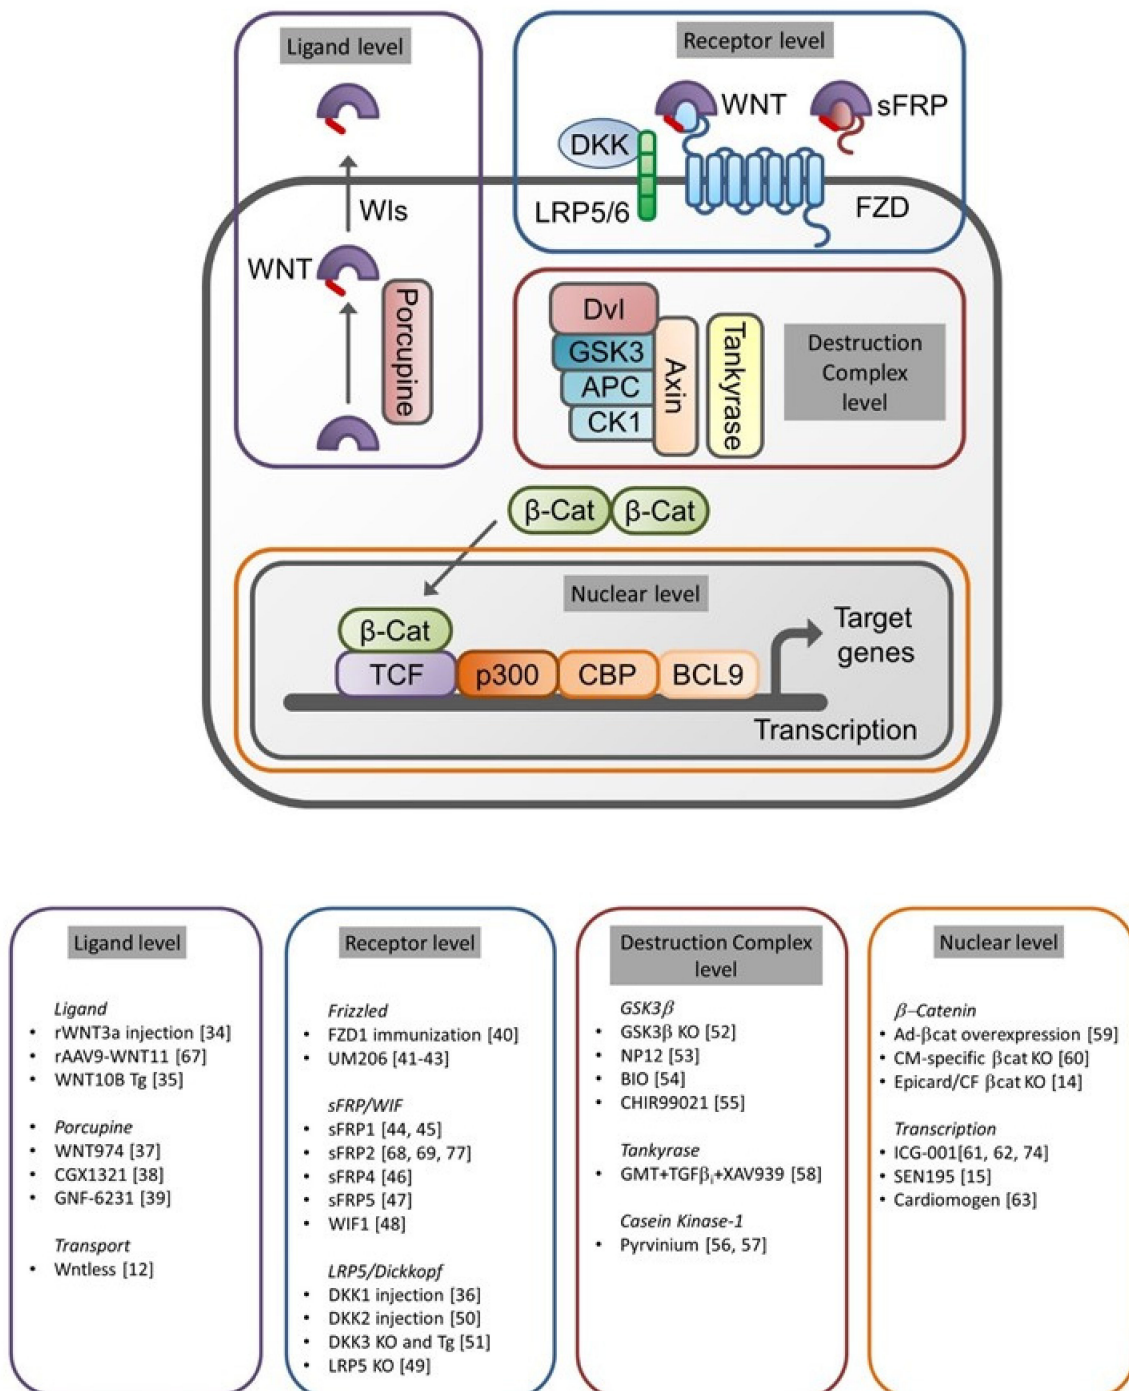 Ligand level
Receptor level
WNT
sFRP
DKK
LRP5/6
FZD
WIs
WNT
Porcupine
Dvl
GSK3
APC
CK1
Axin
Tankyrase
Destruction
Complex
level
β-Cat
β-Cat
Nuclear level
β-Cat
TCF
p300
CBP
BCL9
Target
genes
Transcription
Ligand level
Ligand
• rWNT3a injection [34]
• rAAV9-WNT11 [67]
• WNT10B Tg [35]
Porcupine
• WNT974 [37]
• CGX1321 [38]
• GNF-6231 [39]
Transport
• Wntless [12]
Receptor level
Frizzled
• FZD1 immunization [40]
• UM206 [41-43]
sFRP/WIF
• sFRP1 [44, 45]
• sFRP2 [68, 69, 77]
• sFRP4 [46]
• sFRP5 [47]
• WIF1 [48]
LRP5/Dickkopf
• DKK1 injection [36]
• DKK2 injection [50]
• DKK3 KO and Tg [51]
• LRP5 KO [49]
Destruction Complex
level
GSK3β
• GSK3β KO [52]
• NP12 [53]
• BIO [54]
• CHIR99021 [55]
Tankyrase
• GMT+TGFβi+XAV939 [58]
Casein Kinase-1
• Pyrvinium [56, 57]
Nuclear level
β–Catenin
• Ad-βcat overexpression [59]
• CM-specific βcat KO [60]
• Epicard/CF βcat KO [14]
Transcription
• ICG-001[61, 62, 74]
• SEN195 [15]
• Cardiomogen [63]